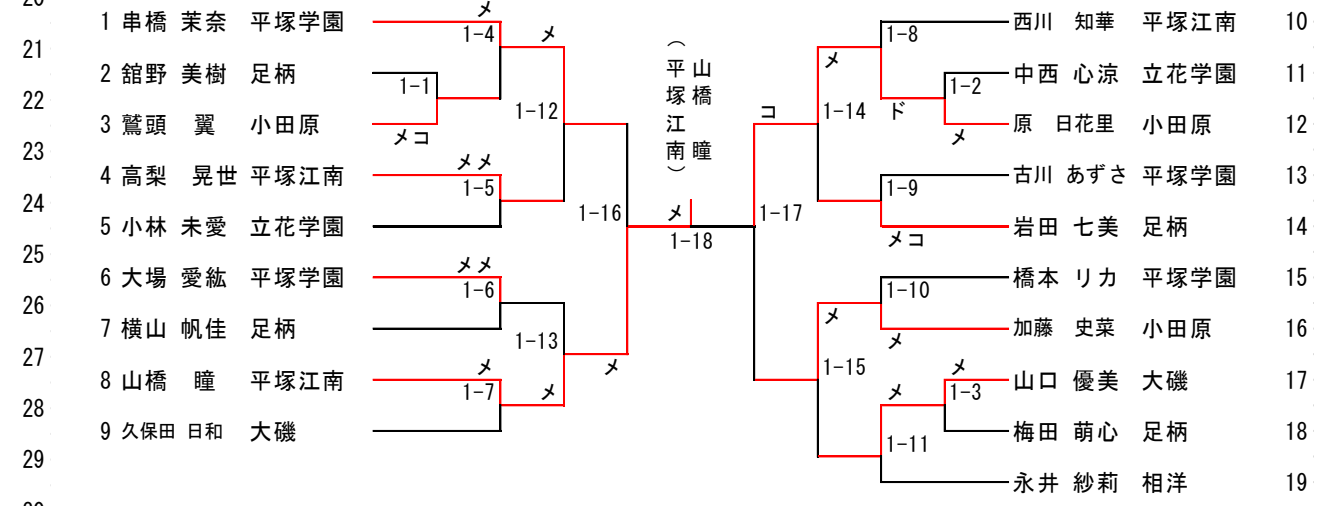 1 串橋 茉奈 平塚学園
2 舘野 美樹 足柄
3 鷲頭 翼 小田原
4 高梨 晃世 平塚江南
5 小林 未愛 立花学園
6 大場 愛紘 平塚学園
7 横山 帆佳 足柄
8 山橋 瞳 平塚江南
9 久保田 日和 大磯
21
22
23
24
25
26
27
28
29
メ
1-4
メ
1-1
メコ
1-12
メメ
1-5
1-16
メメ
1-6
1-13
メ
メ
1-7
メ
山橋 瞳
(平塚江南)
メ
1-18
コ
1-17
1-8
メ
1-14
ド
1-2
メ
1-9
メコ
1-10
メ
メ
1-15
メ
1-3
メ
1-11
西川 知華 平塚江南 10
中西 心涼 立花学園 11
原 日花里 小田原 12
古川 あずさ 平塚学園 13
岩田 七美 足柄 14
橋本 リカ 平塚学園 15
加藤 史菜 小田原 16
山口 優美 大磯 17
梅田 萌心 足柄 18
永井 紗莉 相洋 19